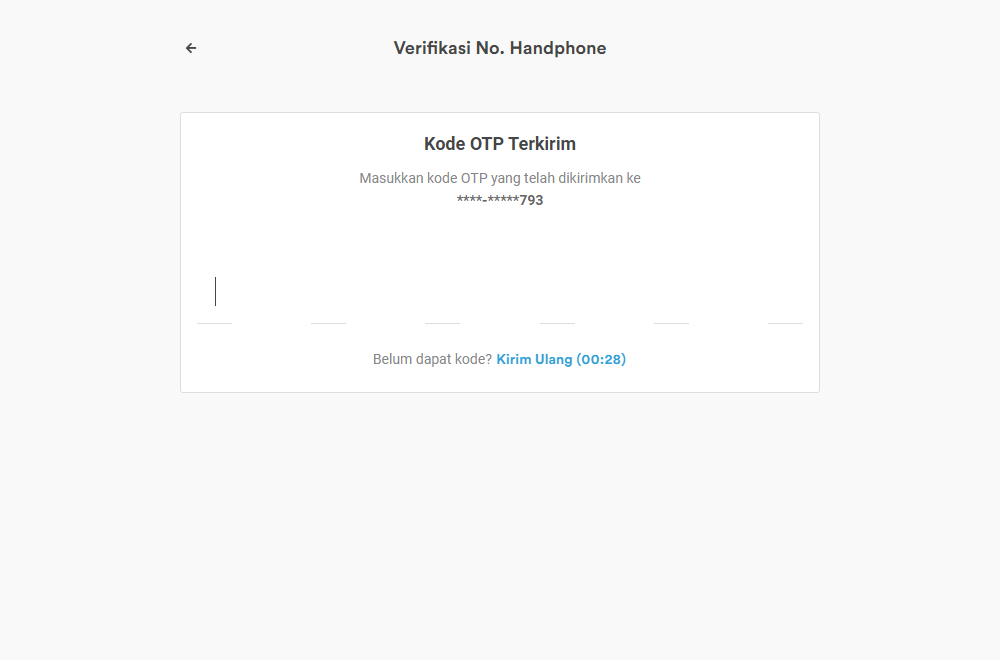 Verifikasi No. Handphone
Kode OTP Terkirim
Masukkan kode OTP yang telah dikirimkan ke
****-*****793
Belum dapat kode? Kirim Ulang (00:28)